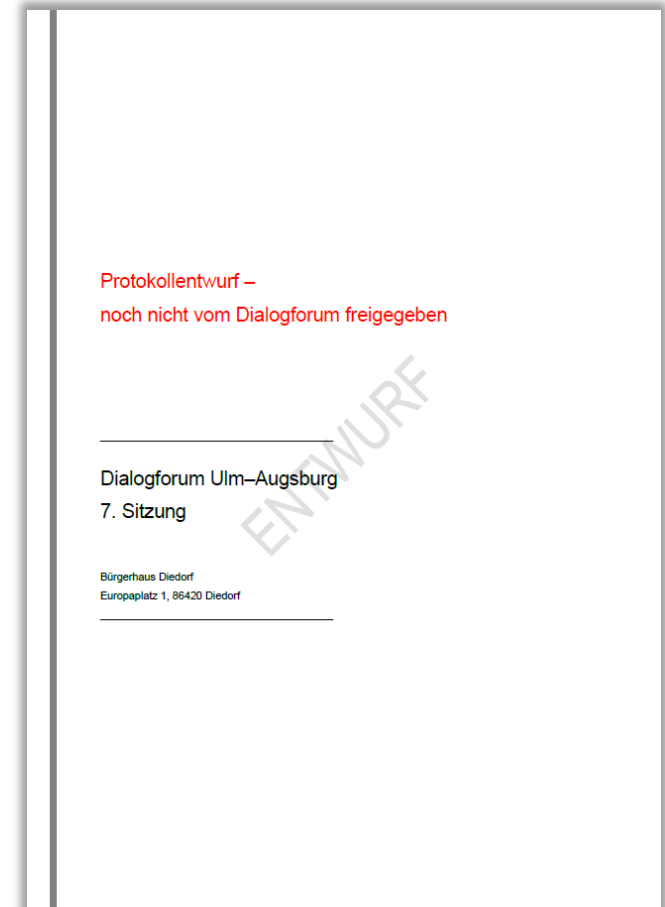 Protokollentwurf –
noch nicht vom Dialogforum freigegeben
ENTWURF
Dialogforum Ulm–Augsburg
7. Sitzung
Bürgerhaus Diedorf
Europaplatz 1, 86420 Diedorf